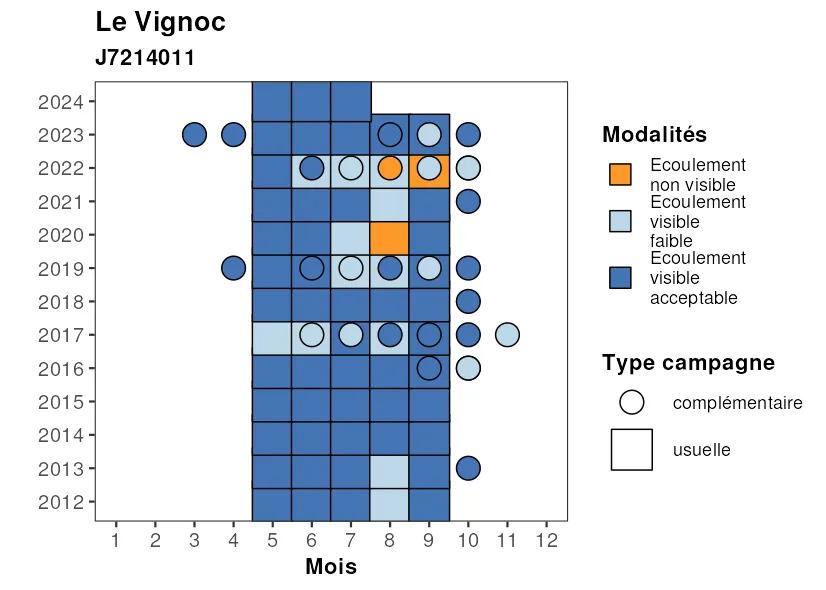 Le Vignoc
J7214011
2024
2023
2022
2021
2020
2019
2018
2017
2016
2015
2014
2013
2012
1 2 3 4 5 6 7 8 9 10 11 12
Mois
Modalités
Ecoulement
non visible
Ecoulement
visible
faible
Ecoulement
visible
acceptable
Type campagne
complémentaire
usuelle